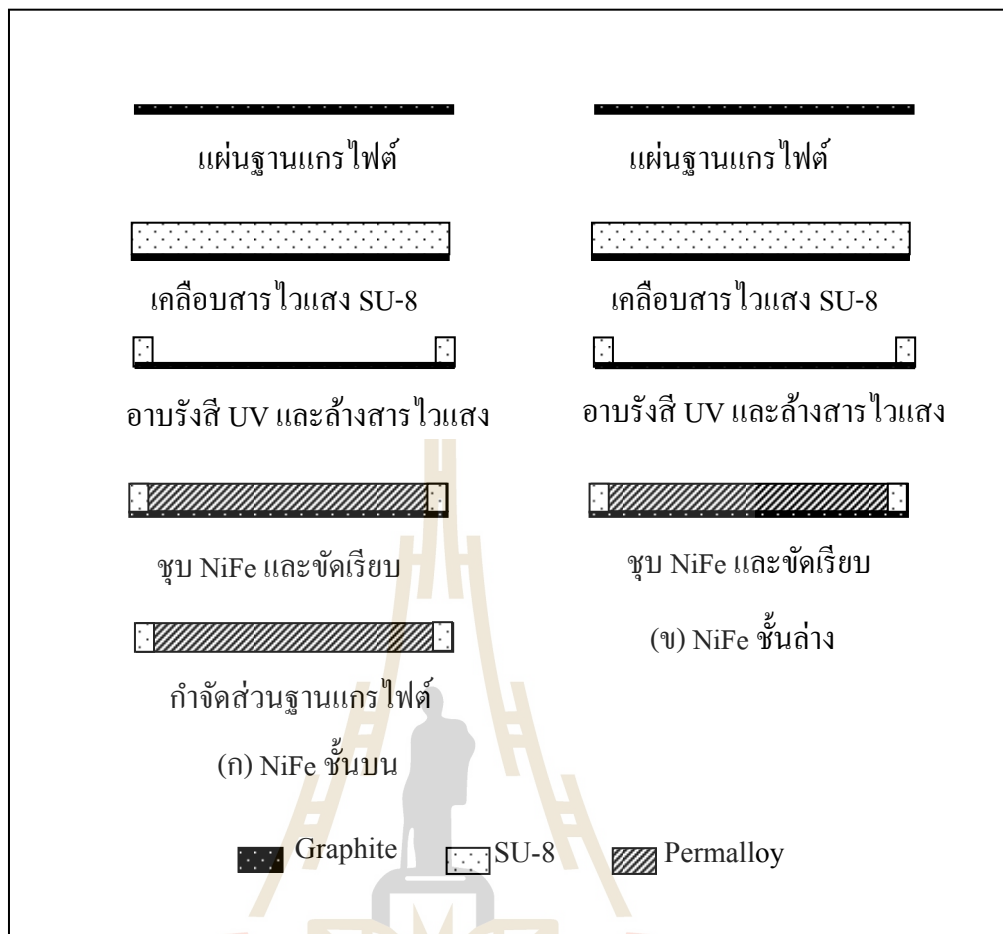 แผ่นฐานแกรไฟต์
เคลือบสารไวแสง SU-8
อาบรังสี UV และล้างสารไวแสง
ชุบ NiFe และขัดเรียบ
กำจัดส่วนฐานแกรไฟต์
(ก) NiFe ชั้นบน
แผ่นฐานแกรไฟต์
เคลือบสารไวแสง SU-8
อาบรังสี UV และล้างสารไวแสง
ชุบ NiFe และขัดเรียบ
(ข) NiFe ชั้นล่าง
Graphite SU-8 Permalloy